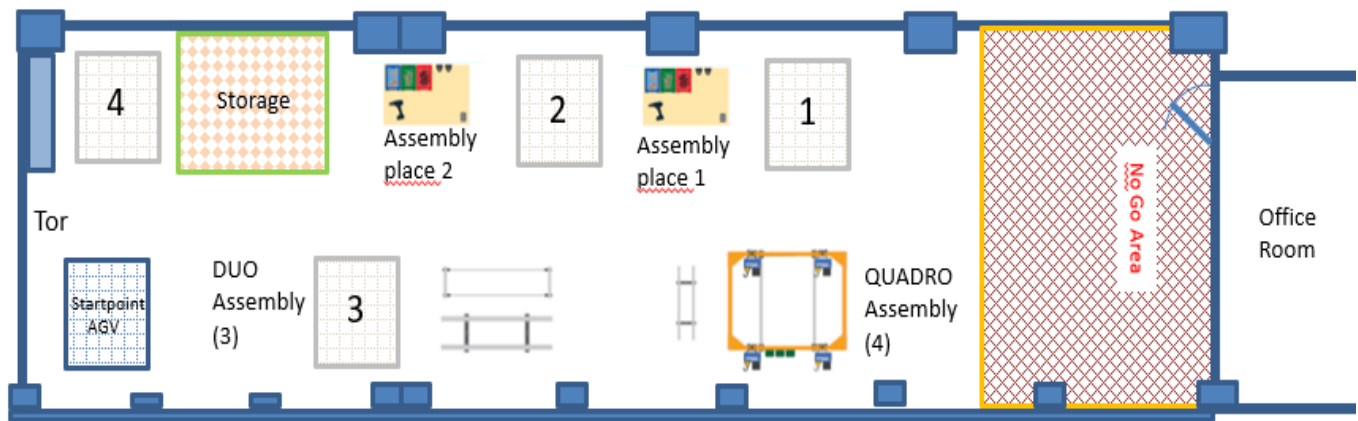 4
Storage
Assembly
place 2
2
Assembly
place 1
1
No Go Area
Office
Room
Tor
Startpoint
AGV
DUO
Assembly
(3)
3
QUADRO
Assembly
(4)